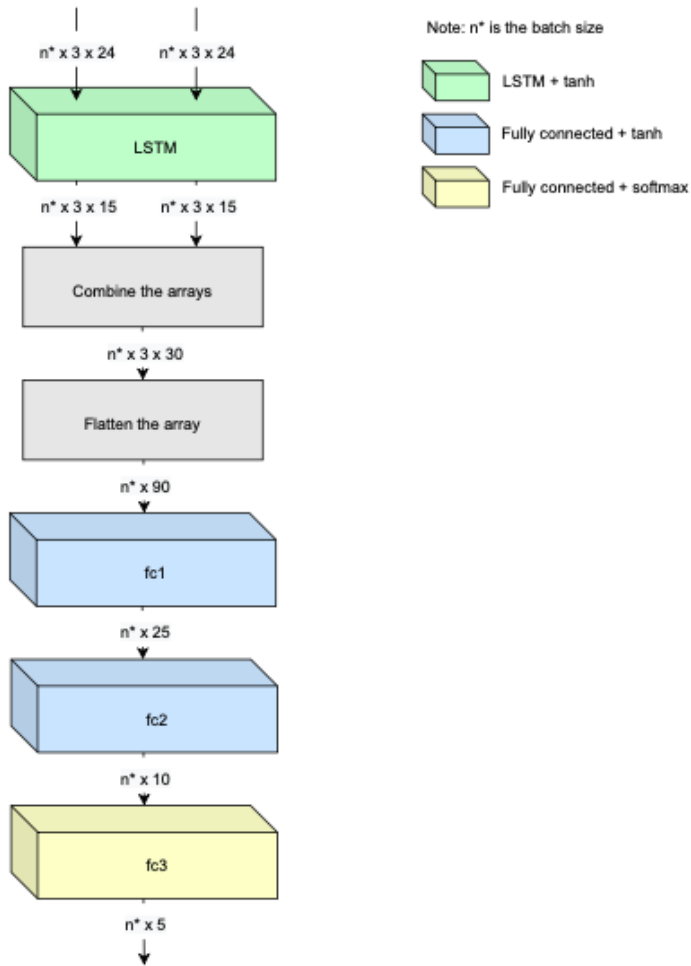 Note: n* is the batch size
n* x 3 x 24 n* x 3 x 24
LSTM + tanh
LSTM
Fully connected + tanh
Fully connected + softmax
n* x 3 x 15 n* x 3 x 15
Combine the arrays
n* x 3 x 30
Flatten the array
n* x 90
fc1
n* x 25
fc2
n* x 10
fc3
n* x 5